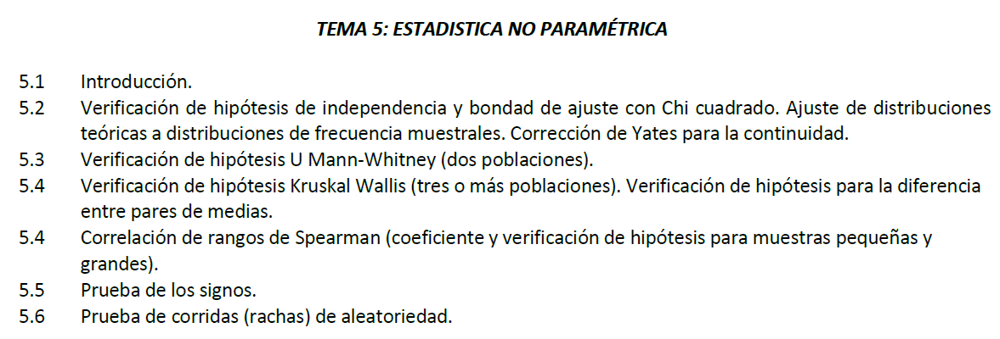 TEMA 5: ESTADISTICA NO PARAMÉTRICA
5.1 Introducción.
5.2 Verificación de hipótesis de independencia y bondad de ajuste con Chi cuadrado. Ajuste de distribuciones
teóricas a distribuciones de frecuencia muestrales. Corrección de Yates para la continuidad.
5.3 Verificación de hipótesis U Mann-Whitney (dos poblaciones).
5.4 Verificación de hipótesis Kruskal Wallis (tres o más poblaciones). Verificación de hipótesis para la diferencia
entre pares de medias.
5.4 Correlación de rangos de Spearman (coeficiente y verificación de hipótesis para muestras pequeñas y
grandes).
5.5 Prueba de los signos.
5.6 Prueba de corridas (rachas) de aleatoriedad.